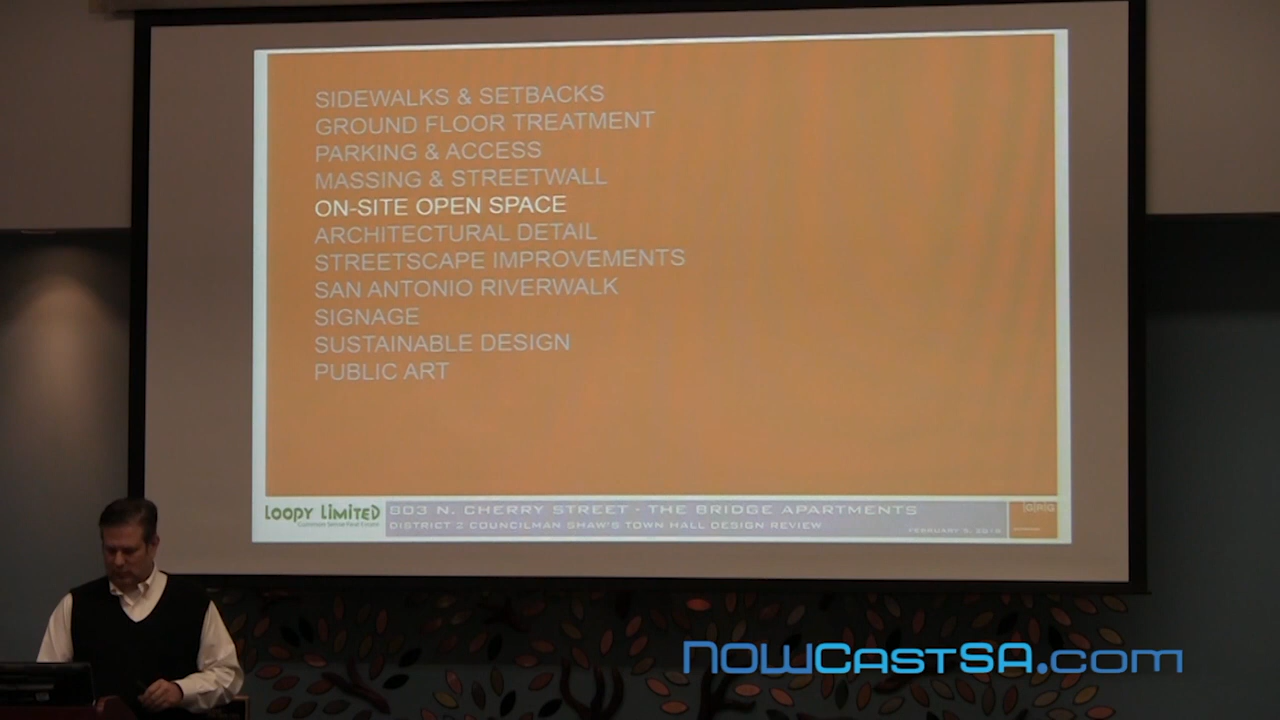 SIDEWALKS & SETBACKS
GROUND FLOOR TREATMENT
PARKING & ACCESS
MASSING & STREETWALL
ON-SITE OPEN SPACE
ARCHITECTURAL DETAIL
STREETSCAPE IMPROVEMENTS
SAN ANTONIO RIVERWALK
SIGNAGE
SUSTAINABLE DESIGN
PUBLIC ART
LOOPY LIMITED
803 N. CHERRY STREET - THE BRIDGE APARTMENTS
DISTRICT 2 COUNCILMAN SHAW'S TOWN HALL DESIGN REVIEW
GRG
NOWCastSA.com